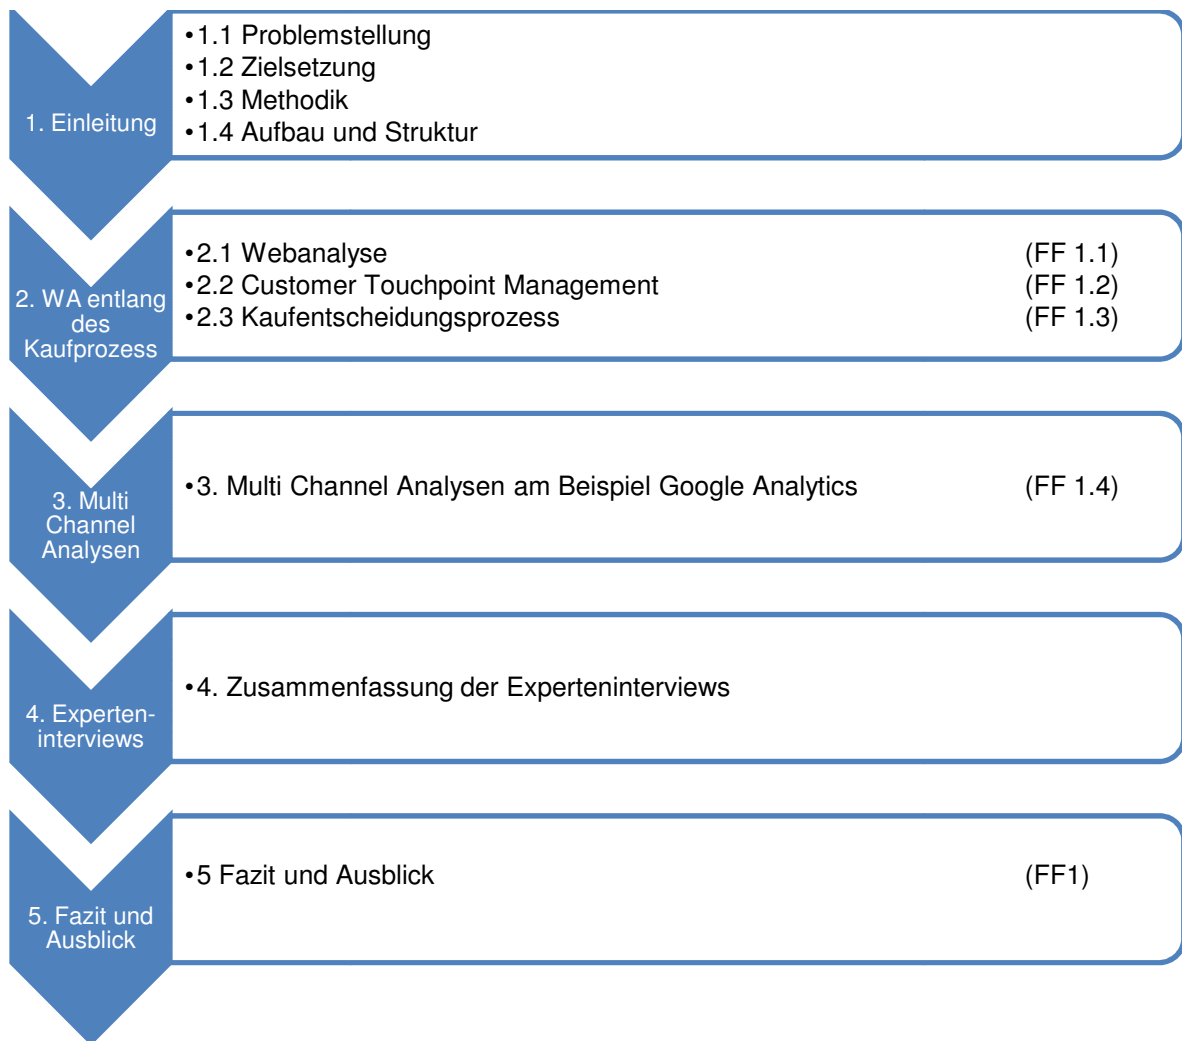 1. Einleitung
•1.1 Problemstellung
•1.2 Zielsetzung
•1.3 Methodik
•1.4 Aufbau und Struktur
2. WA entlang
des
Kaufprozess
•2.1 Webanalyse (FF 1.1)
•2.2 Customer Touchpoint Management (FF 1.2)
•2.3 Kaufentscheidungsprozess (FF 1.3)
3. Multi
Channel
Analysen
•3. Multi Channel Analysen am Beispiel Google Analytics (FF 1.4)
4. Experten-
interviews
•4. Zusammenfassung der Experteninterviews
5. Fazit und
Ausblick
•5 Fazit und Ausblick (FF1)